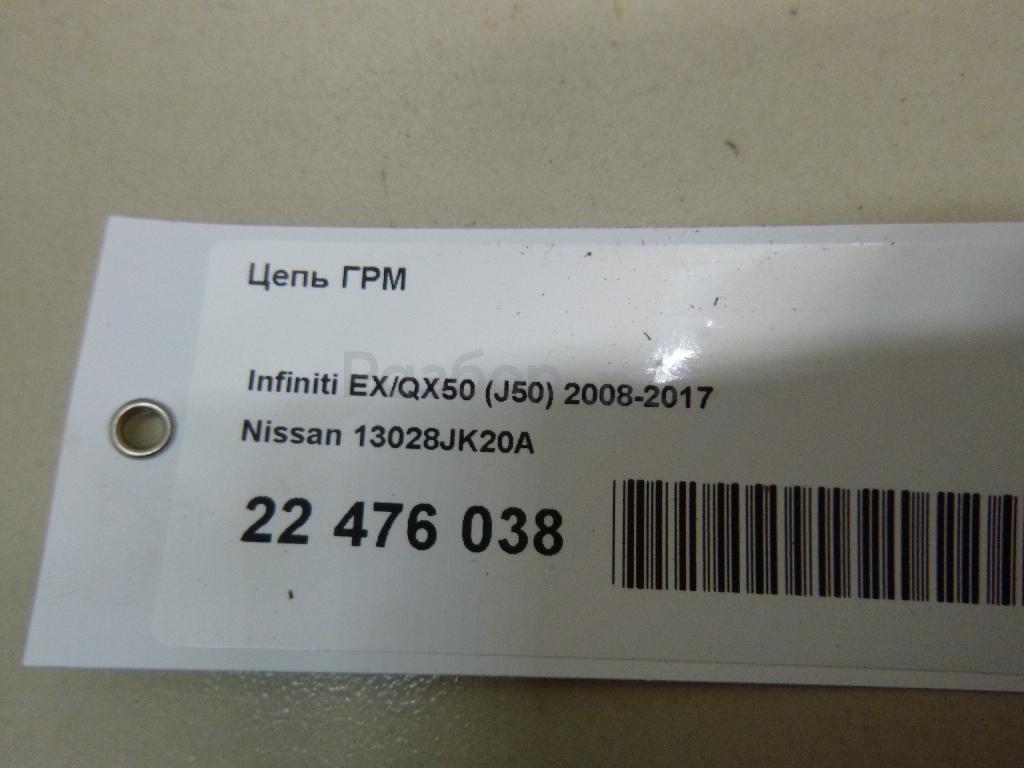 Цепь ГРМ
Infiniti EX/QX50 (J50) 2008-2017
Nissan 13028JK20A
22 476 038